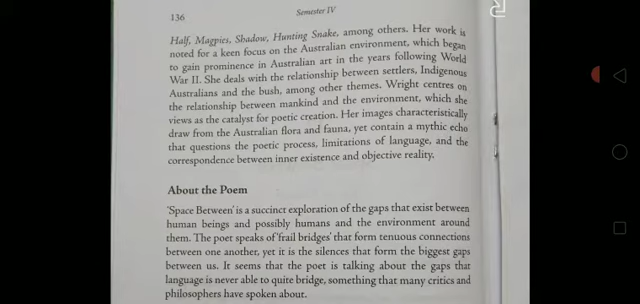 136
Semester IV
Half, Magpies, Shadow, Hunting Snake, among others. Her work is
noted for a keen focus on the Australian environment, which began
to gain prominence in Australian art in the years following World
War II. She deals with the relationship between settlers, Indigenous
Australians and the bush, among other themes. Wright centres on
the relationship between mankind and the environment, which she
views as the catalyst for poetic creation. Her images characteristically
draw from the Australian flora and fauna, yet contain a mythic echo
that questions the poetic process, limitations of language, and the
correspondence between inner existence and objective reality.
About the Poem
'Space Between' is a succinct exploration of the gaps that exist between
human beings and possibly humans and the environment around
them. The poet speaks of 'frail bridges' that form tenuous connections
between one another, yet it is the silences that form the biggest gaps
between us. It seems that the poet is talking about the gaps that
language is never able to quite bridge, something that many critics and
philosophers have spoken about.